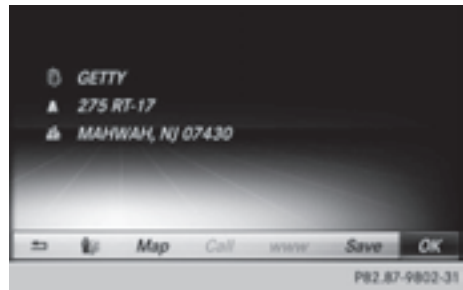 GETTY
275 RT-17
MAHWAH, NJ 07430
Map Call www Save OK
P82.87-9802-31